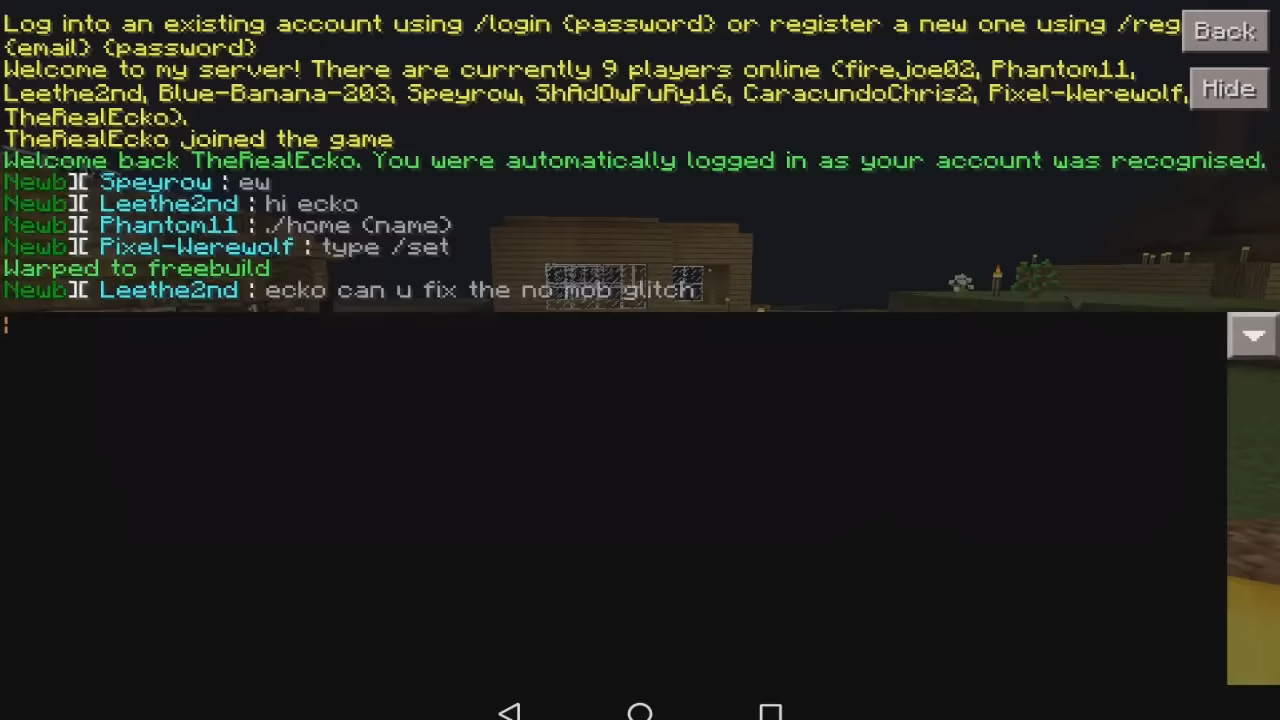 Log into an existing account using /login {password} or register a new one using /reg
{email} {password}
Welcome to my server! There are currently 9 players online (firejoe02, Phantom11,
Leethe2nd, Blue-Banana-203, Speyrow, ShAdOwFuRy16, CaracundoChris2, Pixel-Werewolf,
TheRealEcko).
TheRealEcko joined the game
Welcome back TheRealEcko. You were automatically logged in as your account was recognised.
Newb][ Speyrow : ew
Newb][ Leethe2nd : hi ecko
Newb][ Phantom11 : ./home (name)
Newb][ Pixel-Werewolf : type /set
Warped to freebuild
Newb][ Leethe2nd : ecko can u fix the no mob glitch
Back
Hide